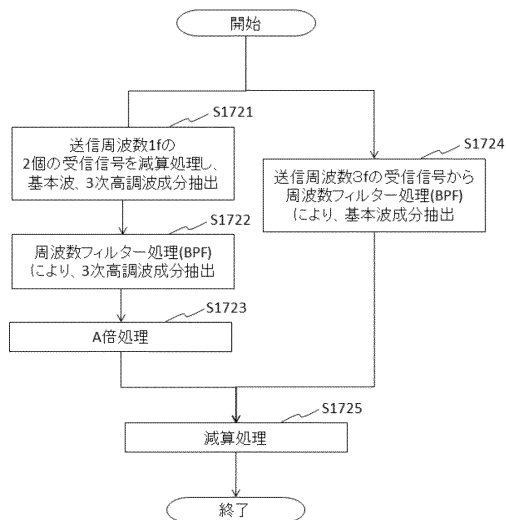 開始
S1721
送信周波数1fの
2個の受信信号を減算処理し、
基本波、3次高調波成分抽出
S1722
周波数フィルター処理(BPF)
により、3次高調波成分抽出
S1723
A倍処理
S1724
送信周波数3fの受信信号から
周波数フィルター処理(BPF)
により、基本波成分抽出
S1725
減算処理
終了